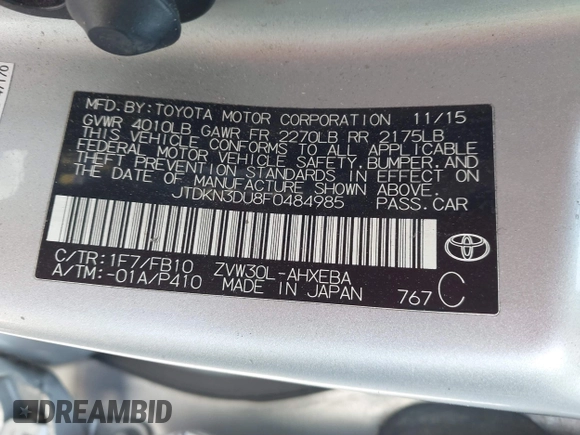 MFD. BY: TOYOTA MOTOR CORPORATION 11/15
GVWR 4010LB GAWR FR 2270LB RR 2175LB
THIS VEHICLE CONFORMS TO ALL APPLICABLE
FEDERAL MOTOR VEHICLE SAFETY, BUMPER, AND
THEFT PREVENTION STANDARDS IN EFFECT ON
THE DATE OF MANUFACTURE SHOWN ABOVE.
JTDKN3DU8F0484985 PASS.CAR
C/TR: 1F7/FB10 ZVW30L-AHXEBA
A/TM: -01A/P410 MADE IN JAPAN 767 C
TOYOTA
DREAMBID